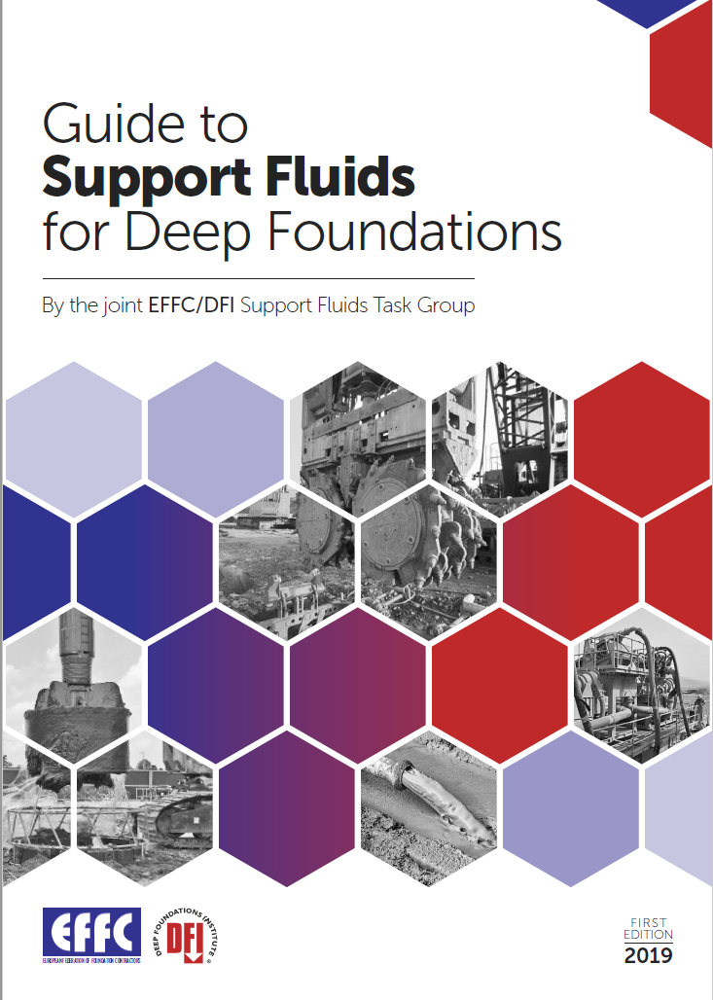 Guide to
Support Fluids
for Deep Foundations
By the joint EFFC/DFI Support Fluids Task Group
EFFC
EUROPEAN FEDERATION OF FOUNDATION CONTRACTORS
DEEP FOUNDATIONS INSTITUTE
DFI
®
FIRST
EDITION
2019